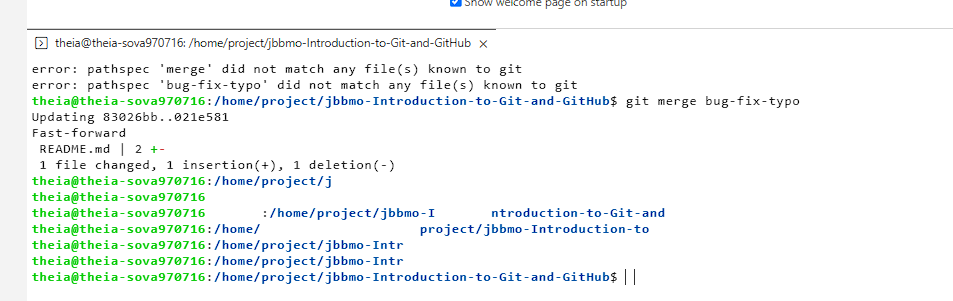 Show welcome page on startup
theia@theia-sova970716: /home/project/jbbmo-Introduction-to-Git-and-GitHub ×
error: pathspec 'merge' did not match any file(s) known to git
error: pathspec 'bug-fix-typo' did not match any file(s) known to git
theia@theia-sova970716:/home/project/jbbmo-Introduction-to-Git-and-GitHub$ git merge bug-fix-typo
Updating 83026bb..021e581
Fast-forward
 README.md | 2 +-
 1 file changed, 1 insertion(+), 1 deletion(-)
theia@theia-sova970716:/home/project/j
theia@theia-sova970716
theia@theia-sova970716       :/home/project/jbbmo-I       ntroduction-to-Git-and
theia@theia-sova970716:/home/                    project/jbbmo-Introduction-to
theia@theia-sova970716:/home/project/jbbmo-Intr
theia@theia-sova970716:/home/project/jbbmo-Intr
theia@theia-sova970716:/home/project/jbbmo-Introduction-to-Git-and-GitHub$